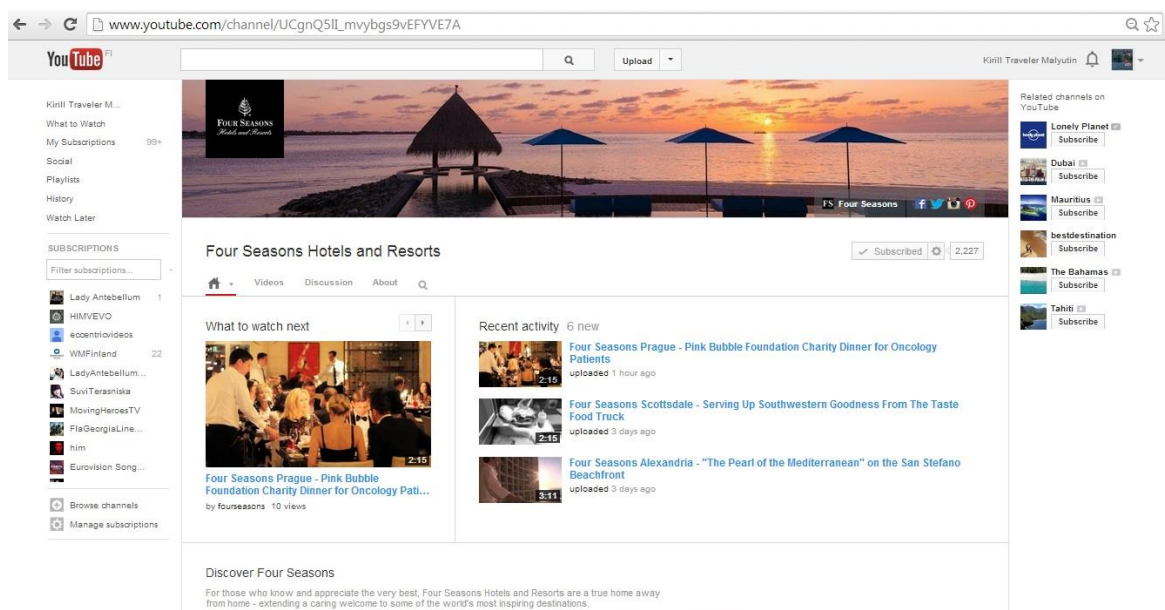 www.youtube.com/channel/UCgnQ5lI_mvybgs9vEFYVE7A
YouTube FI
Upload
Kirill Traveler Malyutin
Kirill Traveler M...
What to Watch
My Subscriptions 99+
Social
Playlists
History
Watch Later
SUBSCRIPTIONS
Filter subscriptions...
Lady Antebellum 1
HIMVEVO
eccentricvideos
WMFinland 22
LadyAntebellum...
SuviTerasniska
MovingHeroesTV
FlaGeorgiaLine...
him
Eurovision Song...
Browse channels
Manage subscriptions
FOUR SEASONS
Hotels and Resorts
FS Four Seasons
Four Seasons Hotels and Resorts
Subscribed 2,227
Videos Discussion About
What to watch next
2:15
Four Seasons Prague - Pink Bubble
Foundation Charity Dinner for Oncology Pati...
by fourseasons 10 views
Recent activity 6 new
2:15
Four Seasons Prague - Pink Bubble Foundation Charity Dinner for Oncology
Patients
uploaded 1 hour ago
2:15
Four Seasons Scottsdale - Serving Up Southwestern Goodness From The Taste
Food Truck
uploaded 3 days ago
3:11
Four Seasons Alexandria - "The Pearl of the Mediterranean" on the San Stefano
Beachfront
uploaded 3 days ago
Discover Four Seasons
For those who know and appreciate the very best, Four Seasons Hotels and Resorts are a true home away
from home - extending a caring welcome to some of the world's most inspiring destinations.
Related channels on
YouTube
Lonely Planet
Subscribe
Dubai
Subscribe
Mauritius
Subscribe
bestdestination
Subscribe
The Bahamas
Subscribe
Tahiti
Subscribe